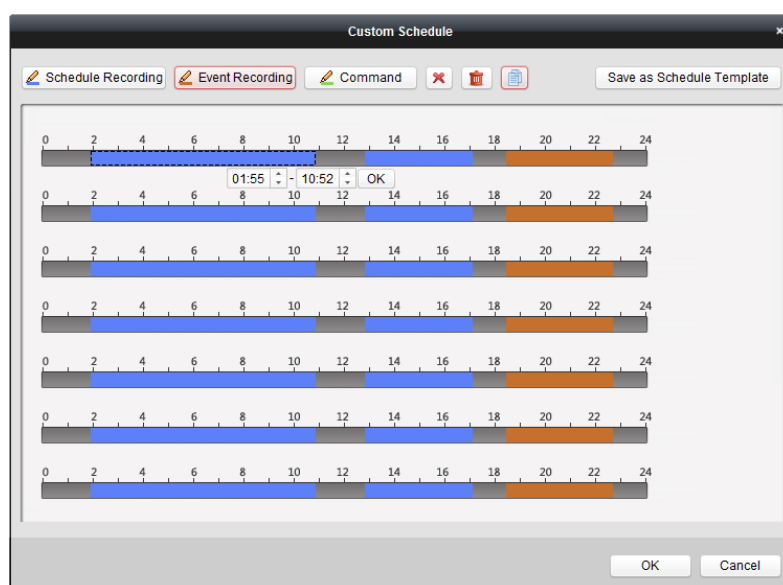 Custom Schedule ×
Schedule Recording Event Recording Command Save as Schedule Template
0 2 4 6 8 10 12 14 16 18 20 22 24
01:55 - 10:52 OK
0 2 4 6 8 10 12 14 16 18 20 22 24
0 2 4 6 8 10 12 14 16 18 20 22 24
0 2 4 6 8 10 12 14 16 18 20 22 24
0 2 4 6 8 10 12 14 16 18 20 22 24
0 2 4 6 8 10 12 14 16 18 20 22 24
0 2 4 6 8 10 12 14 16 18 20 22 24
OK Cancel